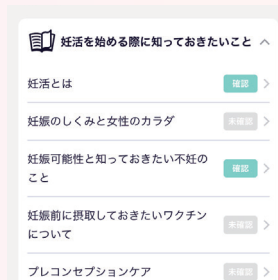 妊活を始める際に知っておきたいこと
妊活とは
確認
妊娠のしくみと女性のカラダ
未確認
妊娠可能性と知っておきたい不妊の
こと
確認
妊娠前に摂取しておきたいワクチン
について
未確認
プレコンセプションケア
未確認